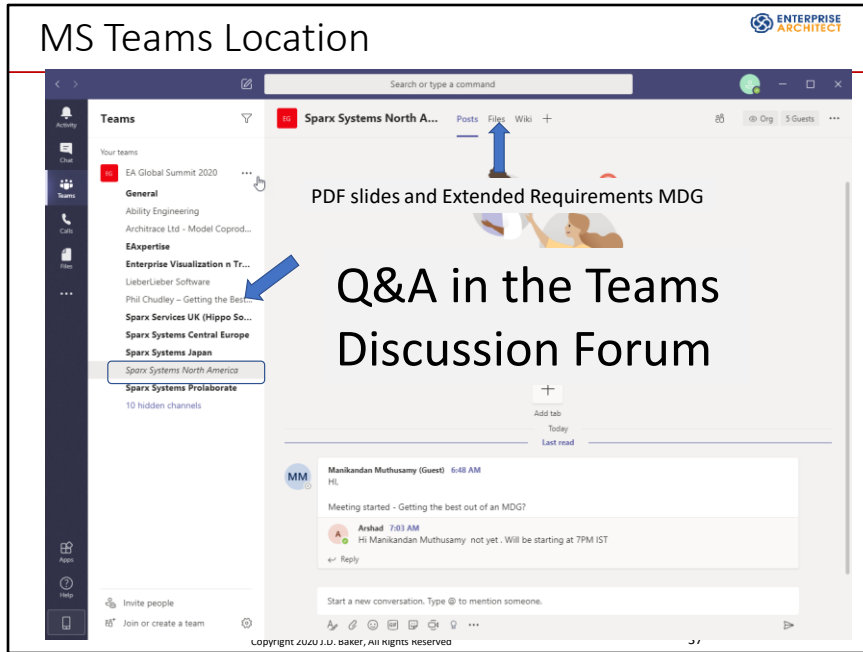 MS Teams Location
ENTERPRISE
ARCHITECT
Search or type a command
Activity
Chat
Teams
Calls
Files
Apps
Help
Teams
Your teams
EG
EA Global Summit 2020
General
Ability Engineering
Architrace Ltd - Model Coprod...
EAxpertise
Enterprise Visualization n Tr...
LieberLieber Software
Phil Chudley – Getting the Best...
Sparx Services UK (Hippo So...
Sparx Systems Central Europe
Sparx Systems Japan
Sparx Systems North America
Sparx Systems Prolaborate
10 hidden channels
Invite people
Join or create a team
EG Sparx Systems North A... Posts Files Wiki +
Org 5 Guests
PDF slides and Extended Requirements MDG
Q&A in the Teams
Discussion Forum
Add tab
Today
Last read
MM
Manikandan Muthusamy (Guest) 6:48 AM
HI,
Meeting started - Getting the best out of an MDG?
A
Arshad 7:03 AM
Hi Manikandan Muthusamy not yet . Will be starting at 7PM IST
Reply
Start a new conversation. Type @ to mention someone.
GIF
Copyright 2020 J.D. Baker, All Rights Reserved
37